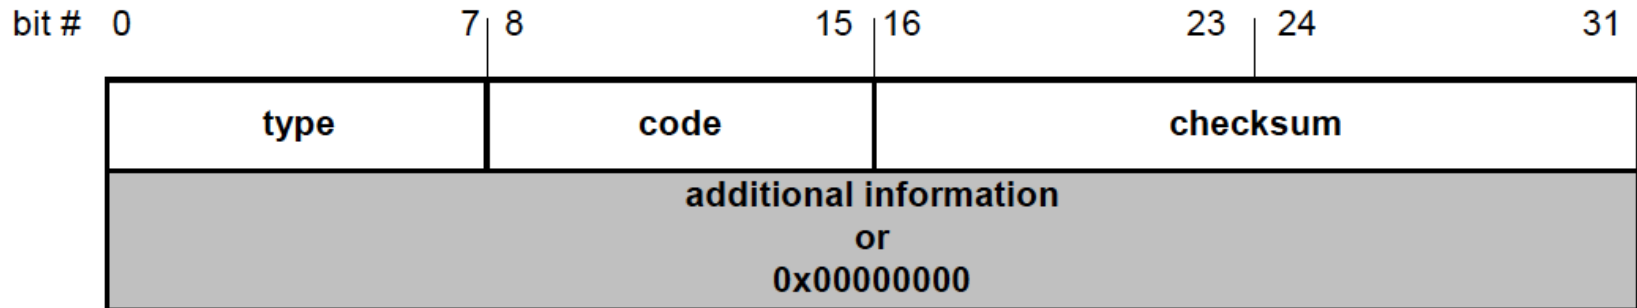 bit # 0 7 8 15 16 23 24 31
type code checksum
additional information
or
0x00000000